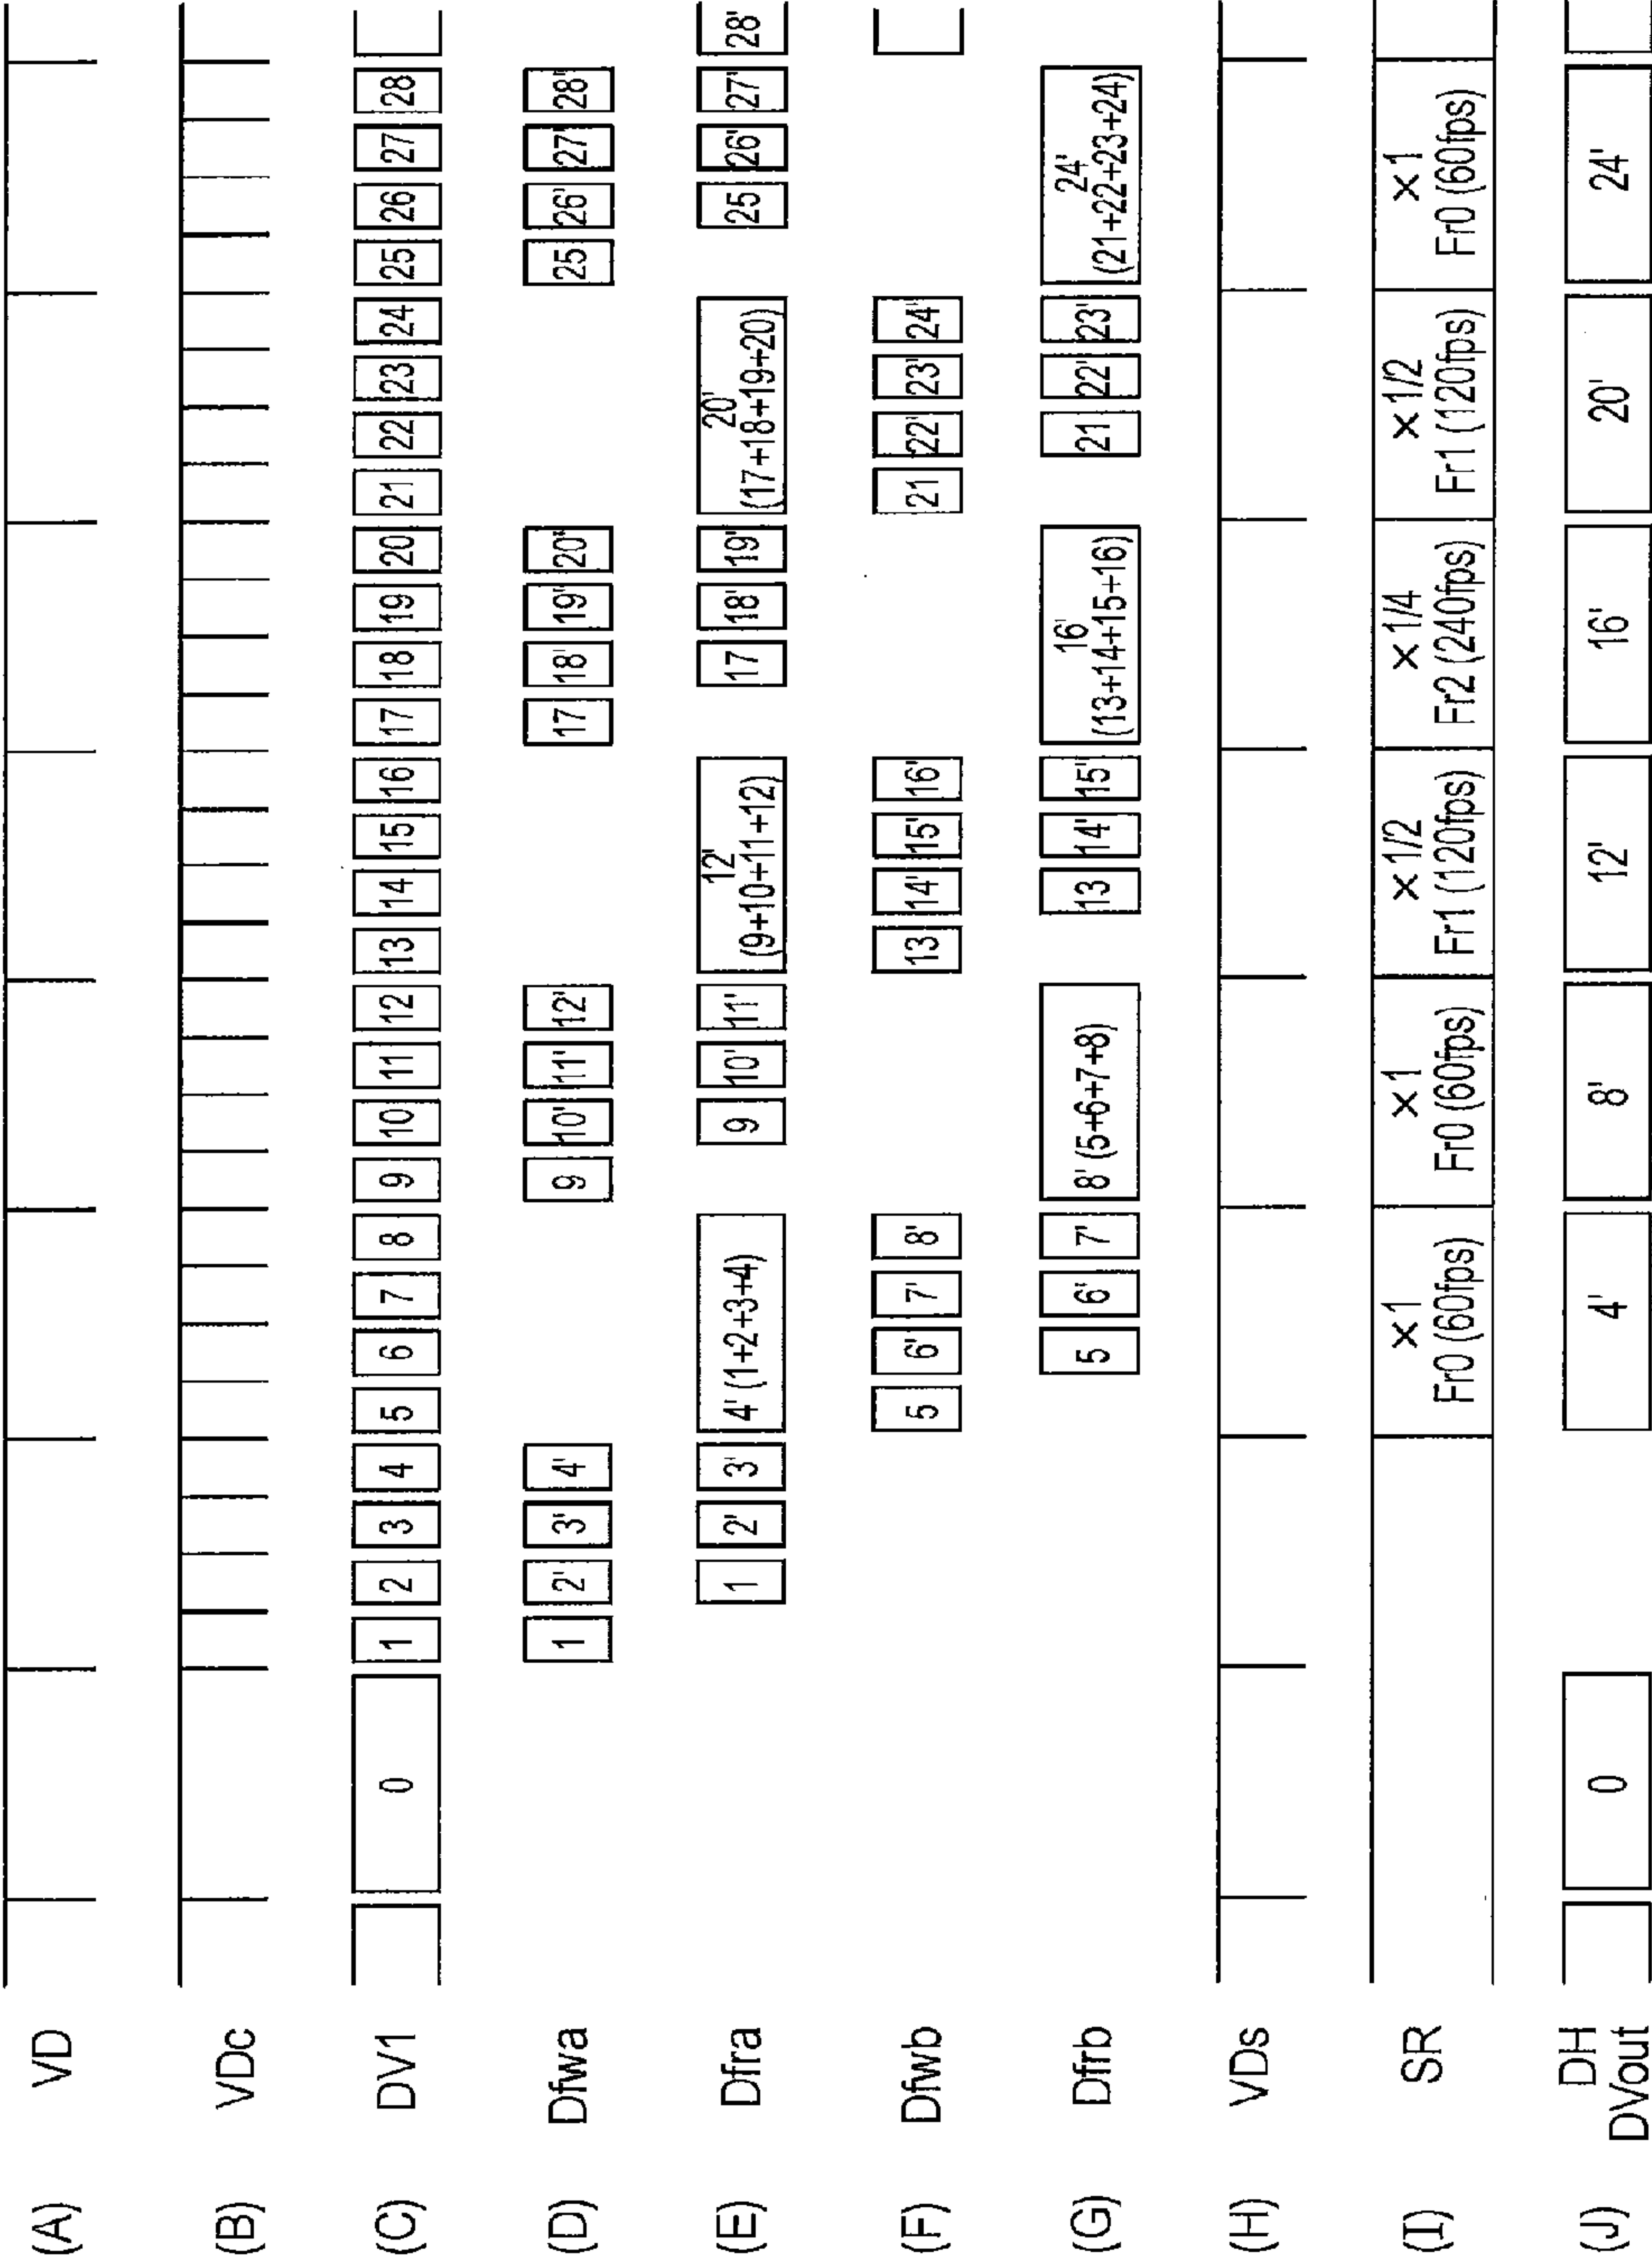 (A) VD
(B) VDc
(C) DV1 0 1 2 3 4 5 6 7 8 9 10 11 12 13 14 15 16 17 18 19 20 21 22 23 24 25 26 27 28
(D) Dfwa 1 2' 3' 4' 9 10' 11' 12' 17 18' 19' 20' 25 26' 27' 28'
(E) Dfra 1 2' 3' 4' (1+2+3+4) 9 10' 11' 12'
(9+10+11+12) 17 18' 19' 20'
(17+18+19+20) 25 26' 27' 28'
(F) Dfwb 5 6' 7' 8' 13 14' 15' 16' 21 22' 23' 24'
(G) Dfrb 5 6' 7' 8' (5+6+7+8) 13 14' 15' 16'
(13+14+15+16) 21 22' 23' 24'
(21+22+23+24)
(H) VDs
(I) SR
×1
Fr0 (60fps)
×1
Fr0 (60fps)
×1/2
Fr1 (120fps)
×1/4
Fr2 (240fps)
×1/2
Fr1 (120fps)
×1
Fr0 (60fps)
(J) DH
DVout
0 4' 8' 12' 16' 20' 24'